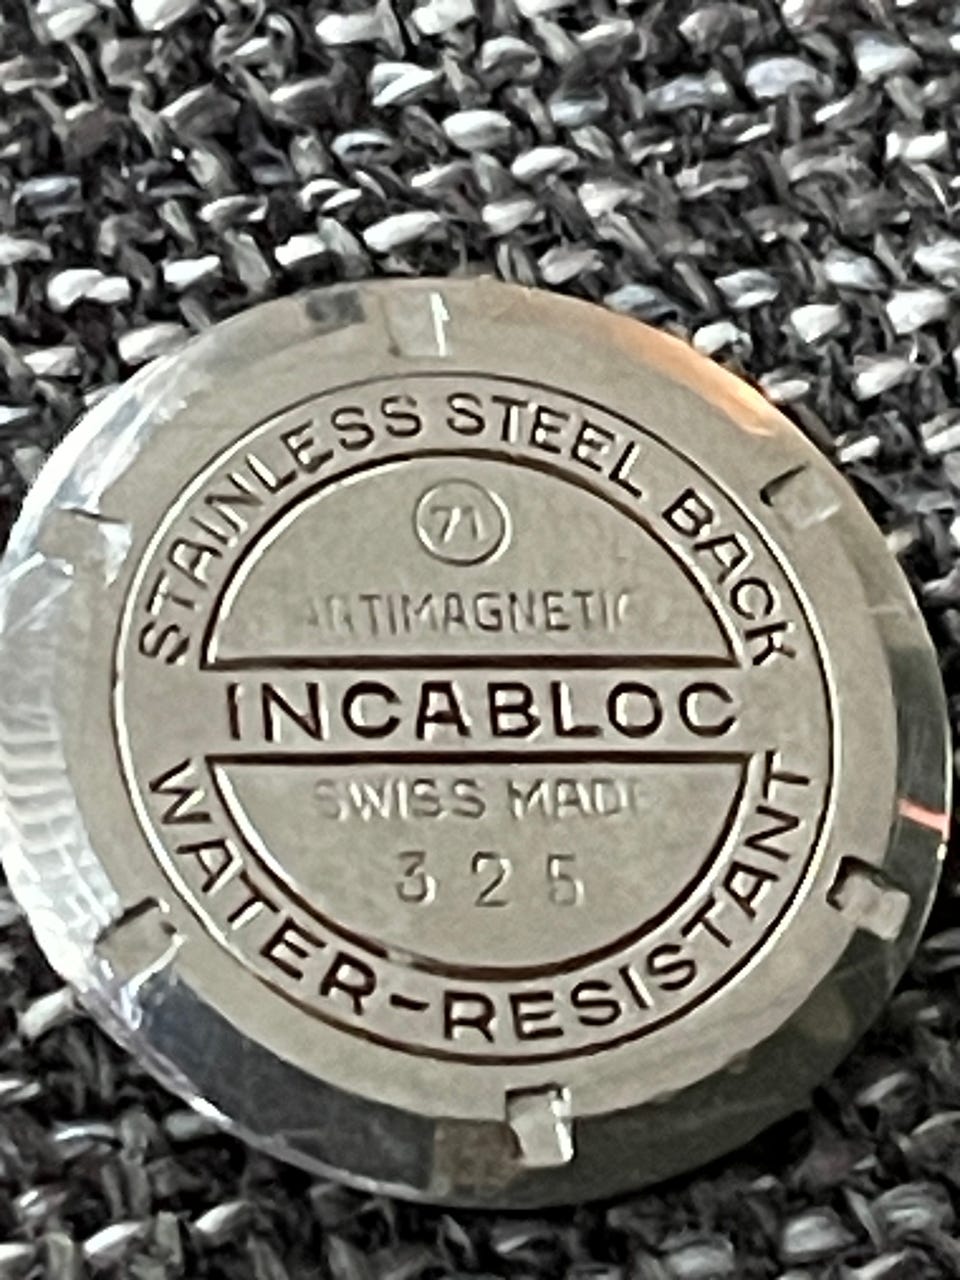 STAINLESS STEEL BACK
71
ANTIMAGNETIC
INCABLOC
SWISS MADE
325
WATER-RESISTANT